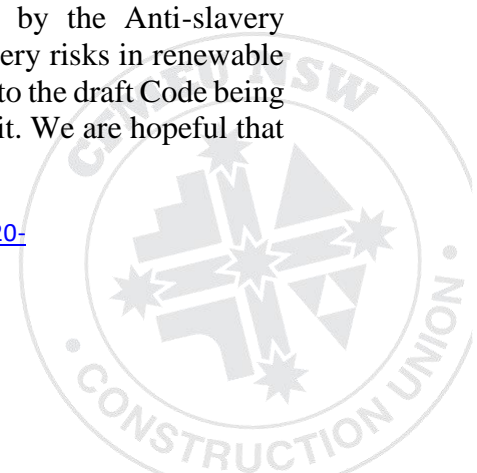 by the Anti-slavery
ery risks in renewable
to the draft Code being
it. We are hopeful that
20-
CFMEU NSW
• CONSTRUCTION UNION •